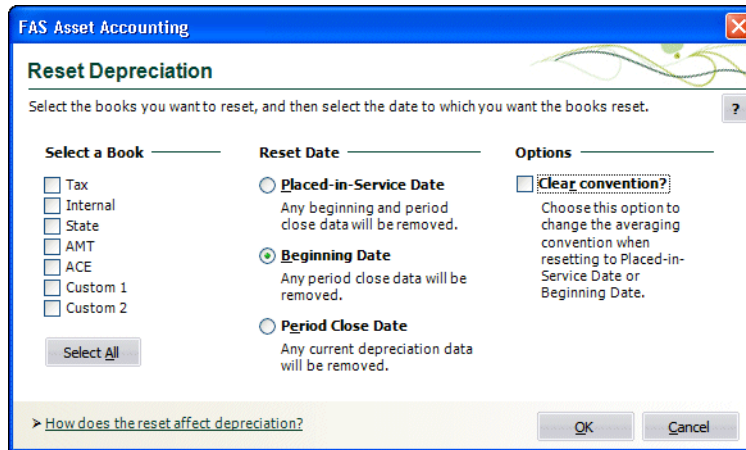 FAS Asset Accounting
Reset Depreciation
Select the books you want to reset, and then select the date to which you want the books reset.
?
Select a Book
Tax
Internal
State
AMT
ACE
Custom 1
Custom 2
Select All
Reset Date
Placed-in-Service Date
Any beginning and period
close data will be removed.
Beginning Date
Any period close data will be
removed.
Period Close Date
Any current depreciation data
will be removed.
Options
Clear convention?
Choose this option to
change the averaging
convention when
resetting to Placed-in-
Service Date or
Beginning Date.
➤ How does the reset affect depreciation?
OK
Cancel